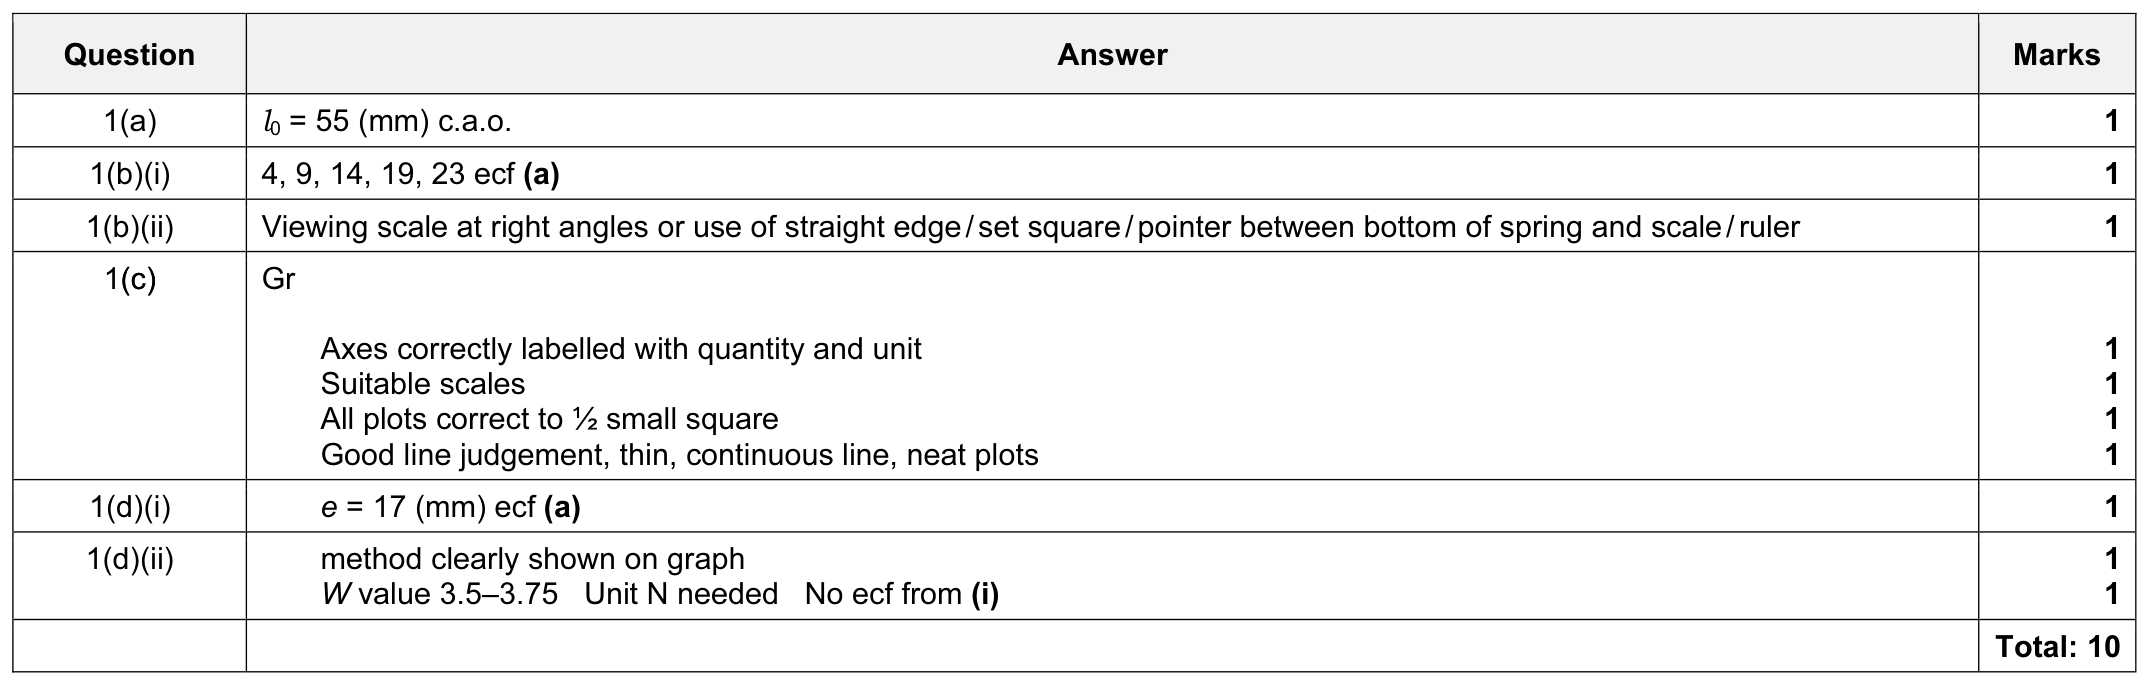 Question Answer Marks
1(a) l0 = 55 (mm) c.a.o. 1
1(b)(i) 4, 9, 14, 19, 23 ecf (a) 1
1(b)(ii) Viewing scale at right angles or use of straight edge/set square/pointer between bottom of spring and scale/ruler 1
1(c) Gr
Axes correctly labelled with quantity and unit 1
Suitable scales 1
All plots correct to ½ small square 1
Good line judgement, thin, continuous line, neat plots 1
1(d)(i) e = 17 (mm) ecf (a) 1
1(d)(ii) method clearly shown on graph 1
W value 3.5–3.75 Unit N needed No ecf from (i) 1
Total: 10